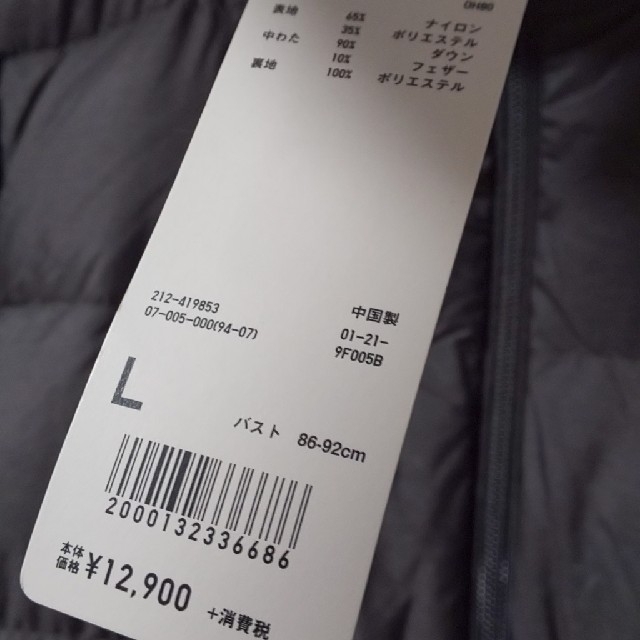 表地 65% ナイロン
35% ポリエステル
中わた 90% ダウン
10% フェザー
裏地 100% ポリエステル
212-419853
07-005-000(94-07)
中国製
01-21-
9F005B
L
バスト 86-92cm
2000132336686
本体
価格 ¥12,900 +消費税